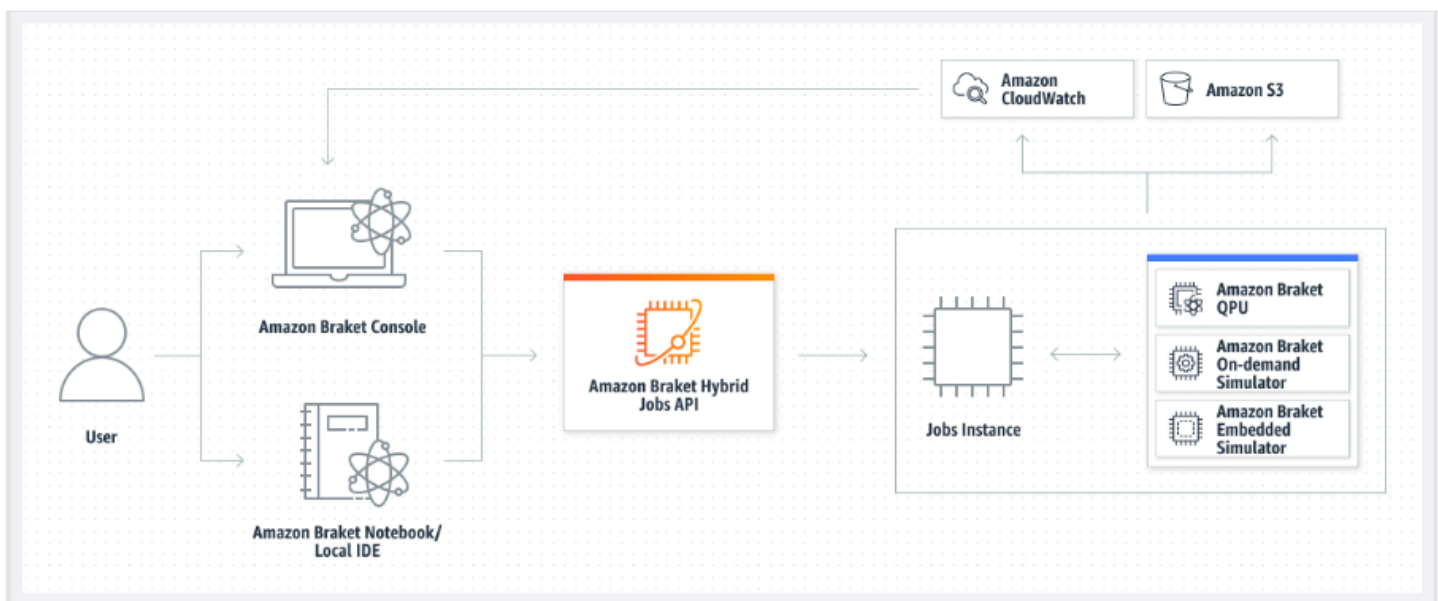 Amazon
CloudWatch
Amazon S3
Amazon Braket Console
User
Amazon Braket Notebook/
Local IDE
Amazon Braket Hybrid
Jobs API
Jobs Instance
Amazon Braket
QPU
Amazon Braket
On-demand
Simulator
Amazon Braket
Embedded
Simulator